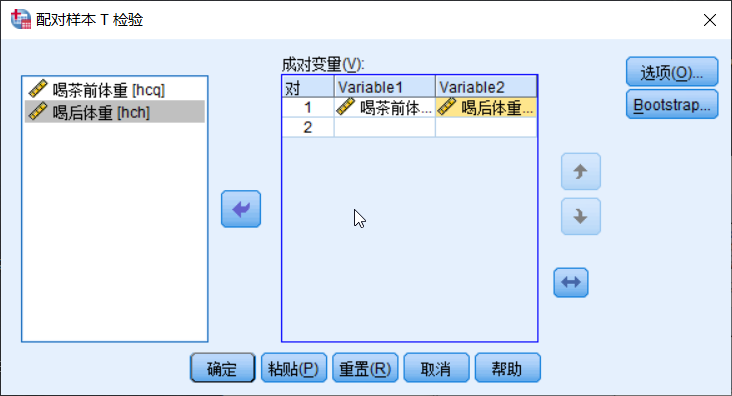 配对样本 T 检验
成对变量(V):
喝茶前体重 [hcq]
喝后体重 [hch]
对 Variable1 Variable2
1 喝茶前体... 喝后体重...
2
选项(O)...
Bootstrap...
确定 粘贴(P) 重置(R) 取消 帮助